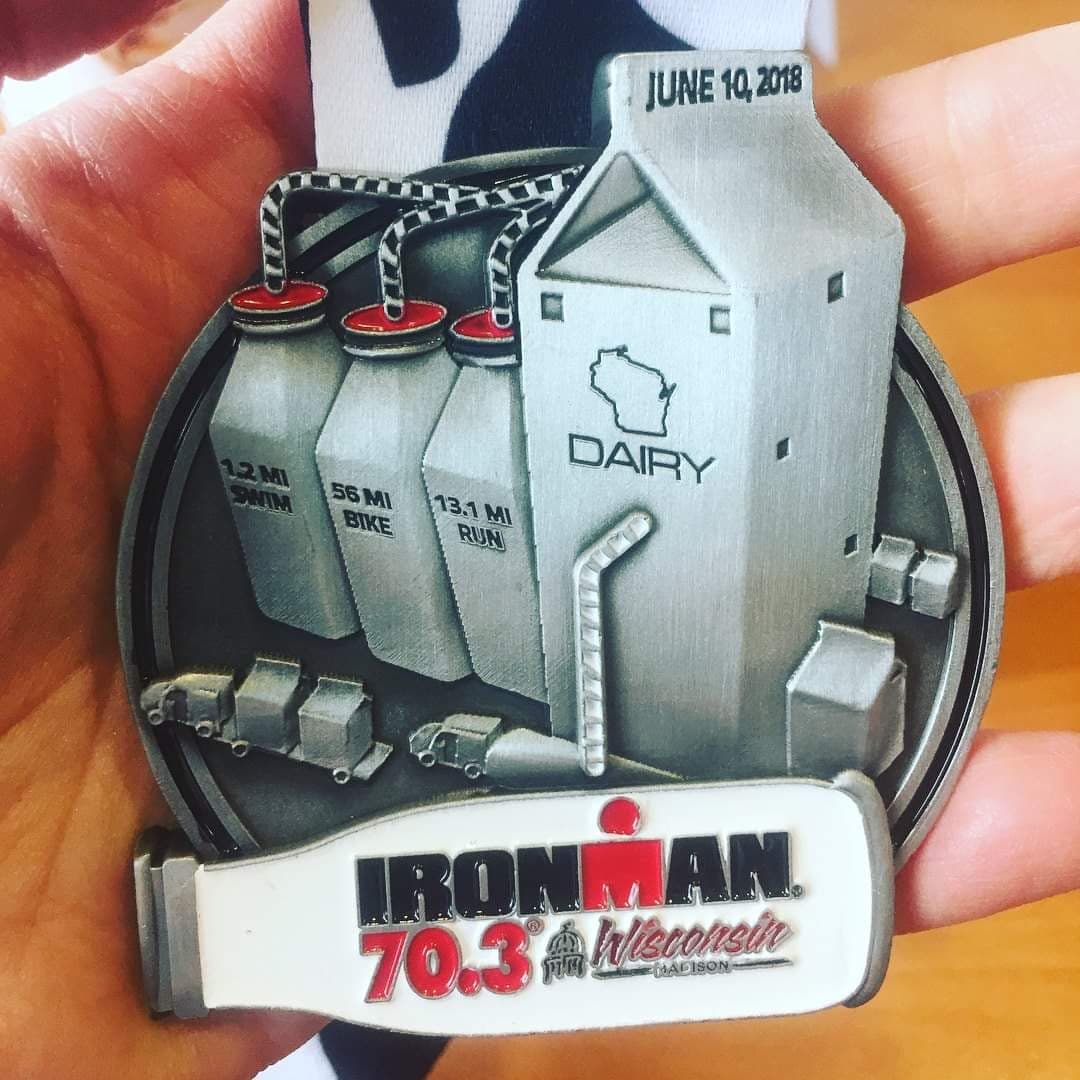 JUNE 10, 2018
DAIRY
1.2 MI
SWIM
56 MI
BIKE
13.1 MI
RUN
IRONMAN®
70.3® Wisconsin
MADISON